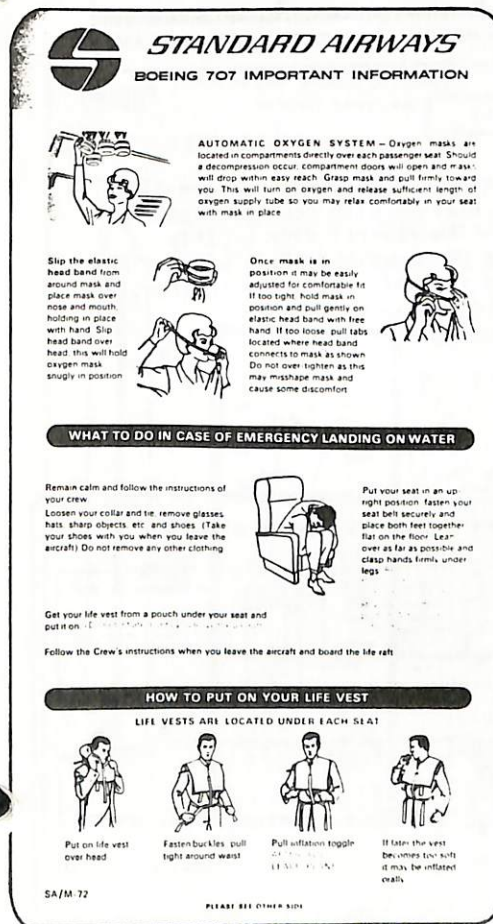 STANDARD AIRWAYS
BOEING 707 IMPORTANT INFORMATION
AUTOMATIC OXYGEN SYSTEM – Oxygen masks are
located in compartments directly over each passenger seat. Should
a decompression occur, compartment doors will open and masks
will drop within easy reach. Grasp mask and pull firmly toward
you. This will turn on oxygen and release sufficient length of
oxygen supply tube so you may relax comfortably in your seat
with mask in place
Slip the elastic
head band from
around mask and
place mask over
nose and mouth,
holding in place
with hand. Slip
head band over
head, this will hold
oxygen mask
snugly in position
Once mask is in
position it may be easily
adjusted for comfortable fit
If too tight, hold mask in
position and pull gently on
elastic head band with free
hand. If too loose pull tabs
located where head band
connects to mask as shown
Do not over-tighten as this
may misshape mask and
cause some discomfort
WHAT TO DO IN CASE OF EMERGENCY LANDING ON WATER
Remain calm and follow the instructions of
your crew
Loosen your collar and tie, remove glasses,
hats, sharp objects, etc. and shoes (Take
your shoes with you when you leave the
aircraft) Do not remove any other clothing
Put your seat in an up-
right position, fasten your
seat belt securely and
place both feet together
flat on the floor. Lean
over as far as possible and
clasp hands firmly under
legs
Get your life vest from a pouch under your seat and
put it on.
Follow the Crew's instructions when you leave the aircraft and board the life raft
HOW TO PUT ON YOUR LIFE VEST
LIFE VESTS ARE LOCATED UNDER EACH SEAT
Put on life vest
over head
Fasten buckles, pull
tight around waist
Pull inflation toggle
If later the vest
becomes too soft
it may be inflated
orally
SA/M-72
PLEASE SEE OTHER SIDE